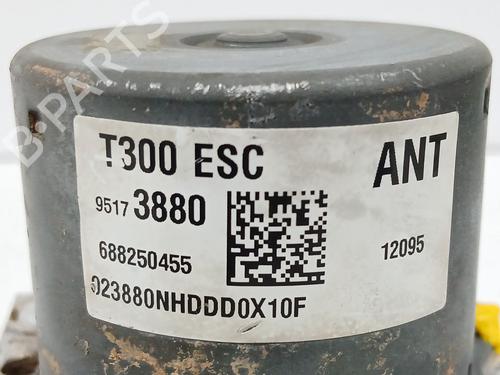 T300 ESC
ANT
9517 3880
688250455
12095
023880NHDDD0X10F
B-PARTS